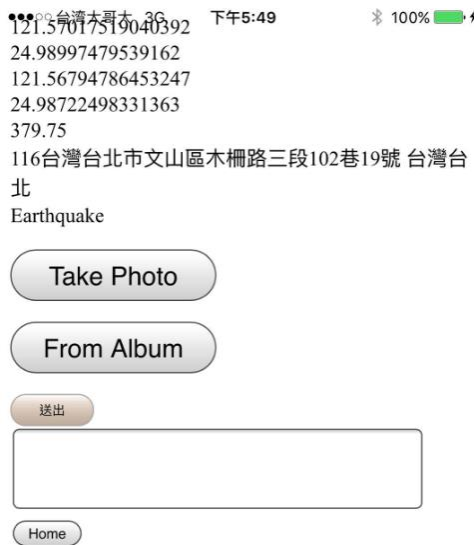 台湾大哥大 3G 下午5:49 100%
121.57017519040392
24.98997479539162
121.56794786453247
24.98722498331363
379.75
116台灣台北市文山區木柵路三段102巷19號 台灣台
北
Earthquake
Take Photo
From Album
送出
Home